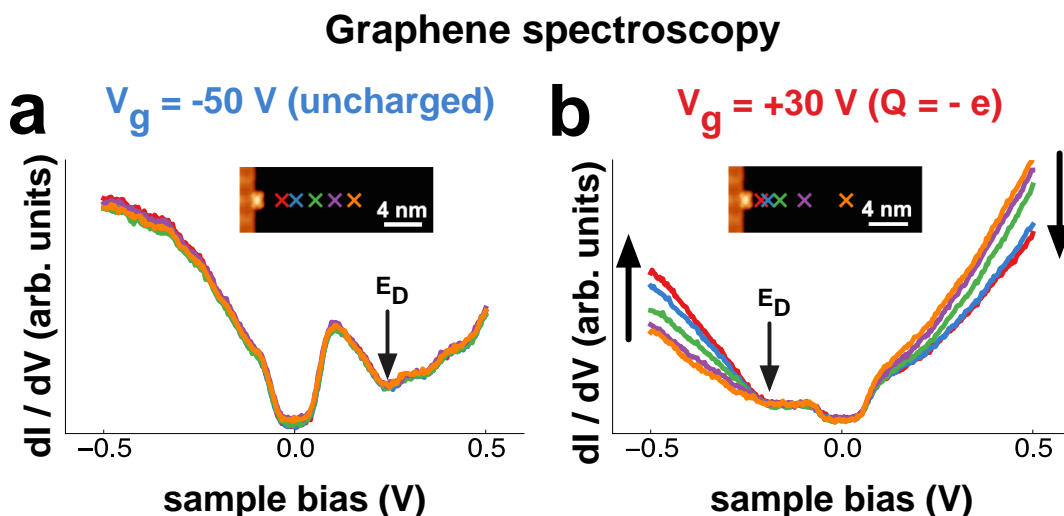 Graphene spectroscopy
a
V_g = -50 V (uncharged)
dI / dV (arb. units)
4 nm
E_D
−0.5 0.0 0.5
sample bias (V)
b
V_g = +30 V (Q = - e)
dI / dV (arb. units)
4 nm
E_D
−0.5 0.0 0.5
sample bias (V)